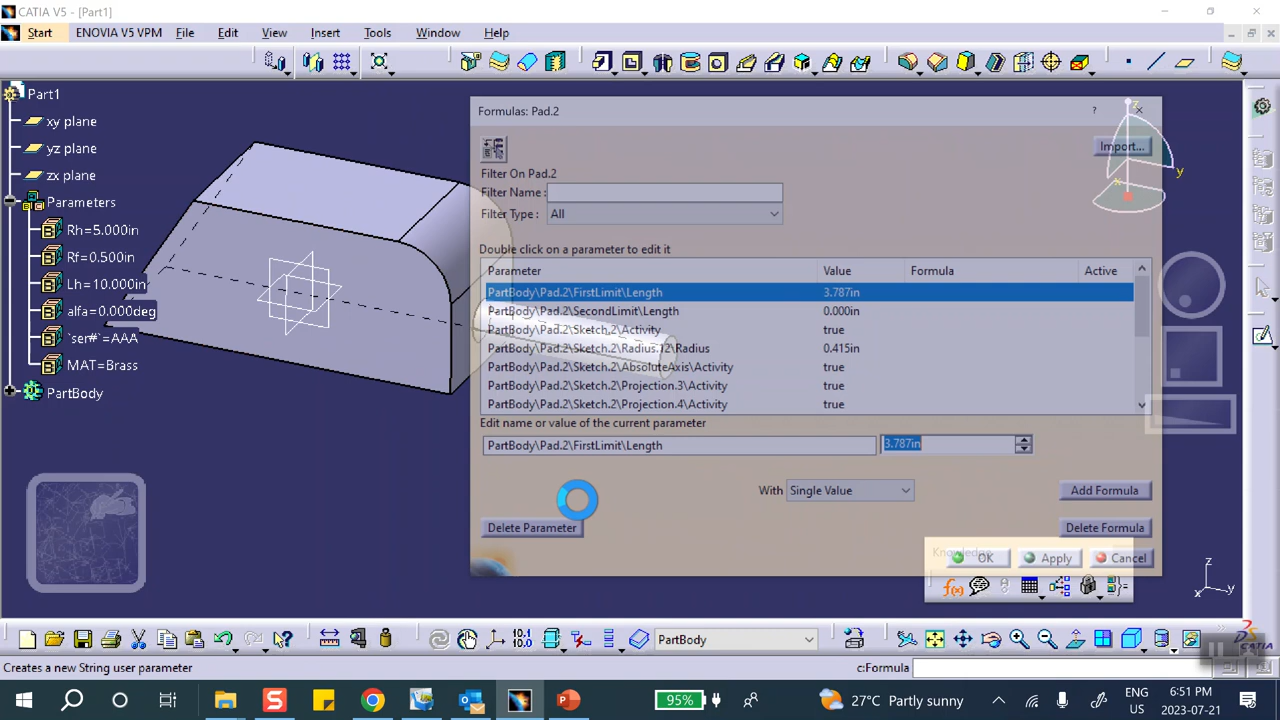 CATIA V5 - [Part1]
Start ENOVIA V5 VPM File Edit View Insert Tools Window Help
Part1
xy plane
yz plane
zx plane
Parameters
Rh=5.000in
Rf=0.500in
Lh=10.000in
alfa=0.000deg
`ser#`=AAA
MAT=Brass
PartBody
Formulas: Pad.2
?
Import...
Filter On Pad.2
Filter Name :
Filter Type : All
Double click on a parameter to edit it
Parameter Value Formula Active
PartBody\Pad.2\FirstLimit\Length 3.787in
PartBody\Pad.2\SecondLimit\Length 0.000in
PartBody\Pad.2\Sketch.2\Activity true
PartBody\Pad.2\Sketch.2\Radius.12\Radius 0.415in
PartBody\Pad.2\Sketch.2\AbsoluteAxis\Activity true
PartBody\Pad.2\Sketch.2\Projection.3\Activity true
PartBody\Pad.2\Sketch.2\Projection.4\Activity true
Edit name or value of the current parameter
PartBody\Pad.2\FirstLimit\Length 3.787in
With Single Value Add Formula
Delete Parameter Delete Formula
OK Apply Cancel
z
y
x
z
y
x
f(x)
10.1
10.0
PartBody
CATIA
Creates a new String user parameter c:Formula
95% 27°C Partly sunny ENG US 6:51 PM 2023-07-21